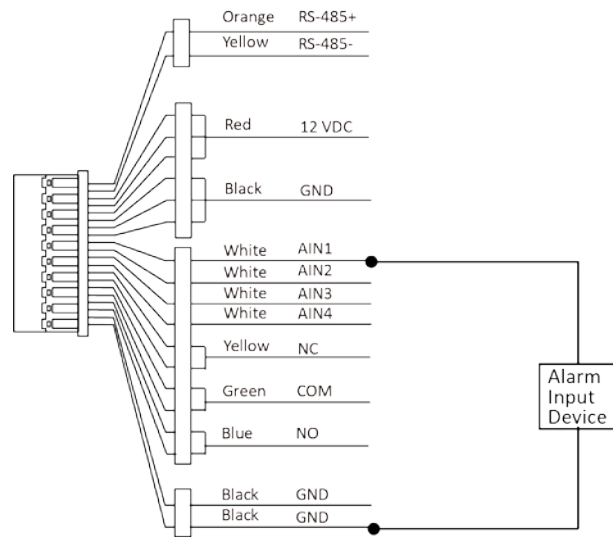 Orange RS-485+
Yellow RS-485-
Red 12 VDC
Black GND
White AIN1
White AIN2
White AIN3
White AIN4
Yellow NC
Green COM
Blue NO
Alarm
Input
Device
Black GND
Black GND